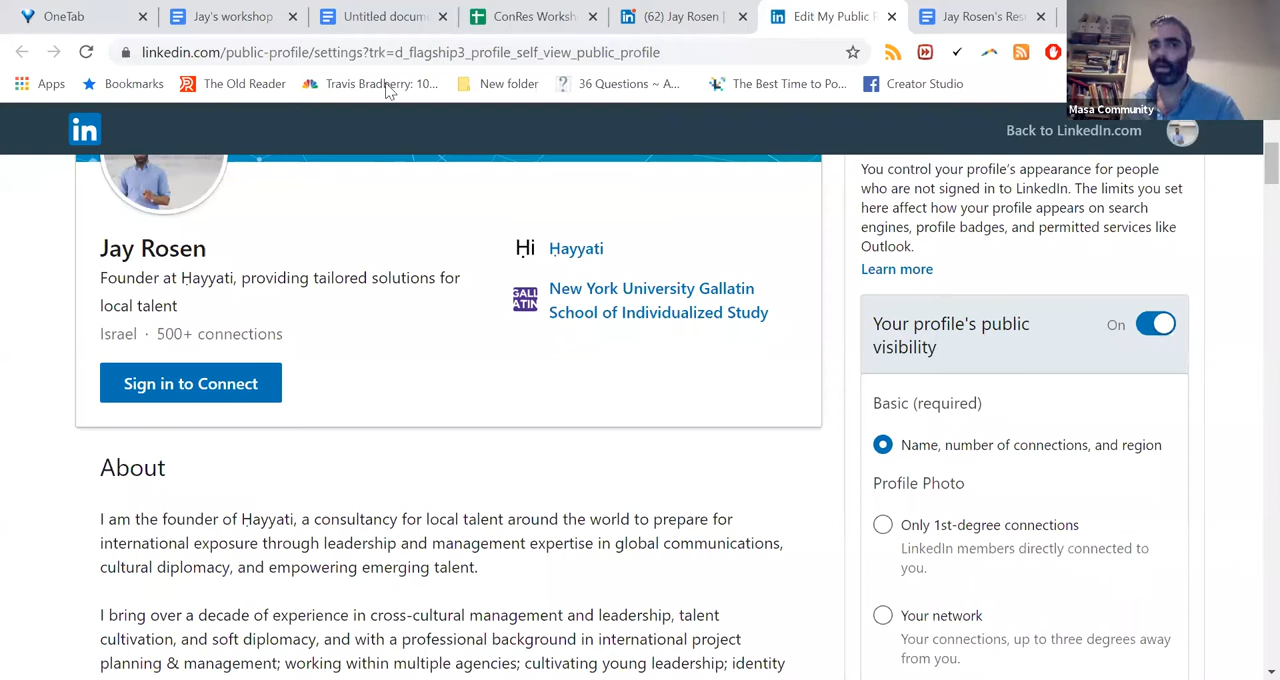 OneTab
Jay's workshop
Untitled docum
ConRes Worksh
(62) Jay Rosen |
Edit My Public P
Jay Rosen's Res
linkedin.com/public-profile/settings?trk=d_flagship3_profile_self_view_public_profile
Apps
Bookmarks
The Old Reader
Travis Bradberry: 10...
New folder
36 Questions ~ A...
The Best Time to Po...
Creator Studio
Masa Community
in
Back to LinkedIn.com
Jay Rosen
Founder at Ḥayyati, providing tailored solutions for
local talent
Israel · 500+ connections
Sign in to Connect
Ḥi Ḥayyati
GALL
ATIN
New York University Gallatin
School of Individualized Study
About
I am the founder of Ḥayyati, a consultancy for local talent around the world to prepare for
international exposure through leadership and management expertise in global communications,
cultural diplomacy, and empowering emerging talent.
I bring over a decade of experience in cross-cultural management and leadership, talent
cultivation, and soft diplomacy, and with a professional background in international project
planning & management; working within multiple agencies; cultivating young leadership; identity
You control your profile's appearance for people
who are not signed in to LinkedIn. The limits you set
here affect how your profile appears on search
engines, profile badges, and permitted services like
Outlook.
Learn more
Your profile's public
visibility
On
Basic (required)
Name, number of connections, and region
Profile Photo
Only 1st-degree connections
LinkedIn members directly connected to
you.
Your network
Your connections, up to three degrees away
from you.